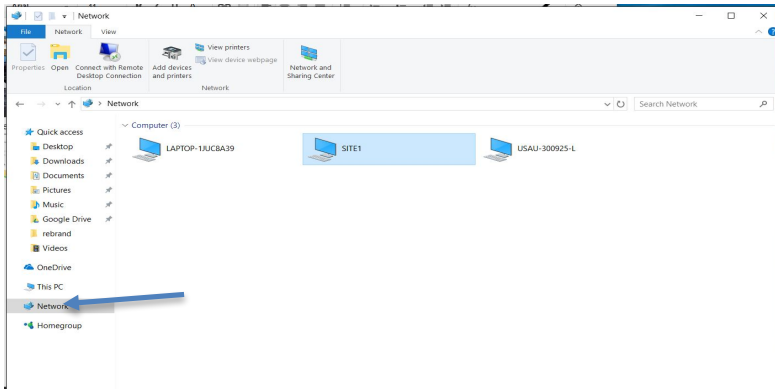 Network
File Network View
Properties Open Connect with Remote Desktop Connection
Add devices and printers
View printers
View device webpage
Network and Sharing Center
Location
Network
Network
Search Network
Quick access
Desktop
Downloads
Documents
Pictures
Music
Google Drive
rebrand
Videos
OneDrive
This PC
Network
Homegroup
Computer (3)
LAPTOP-1JUC8A39
SITE1
USAU-300925-L